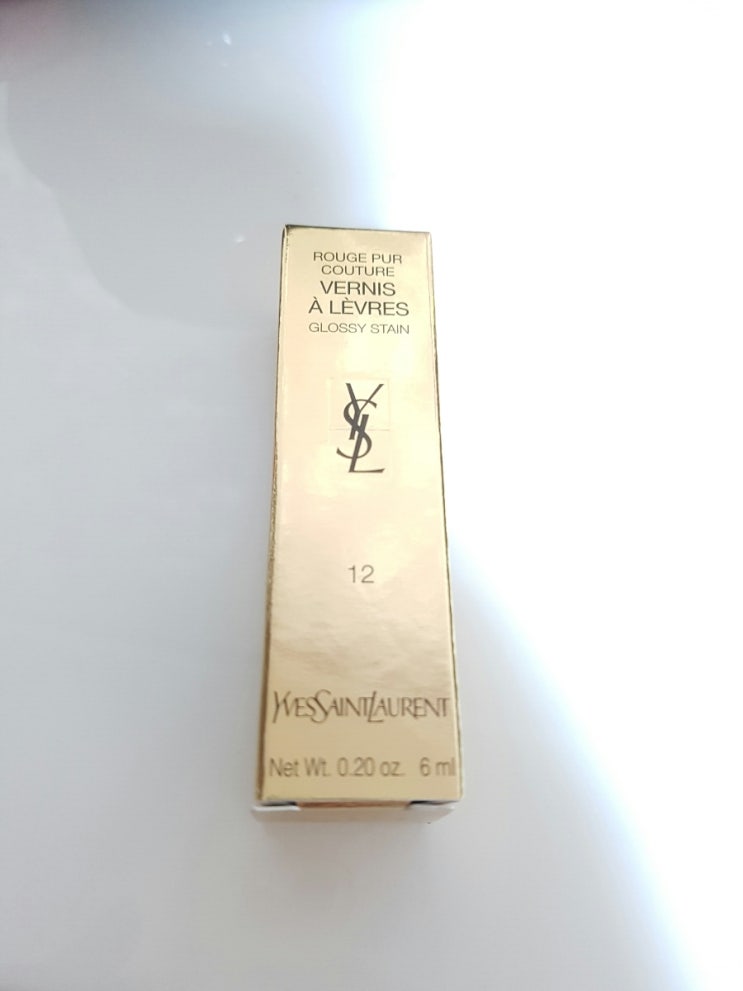 ROUGE PUR
COUTURE
VERNIS
À LÈVRES
GLOSSY STAIN
YSL
12
YVESSAINTLAURENT
Net Wt. 0.20 oz. 6 ml